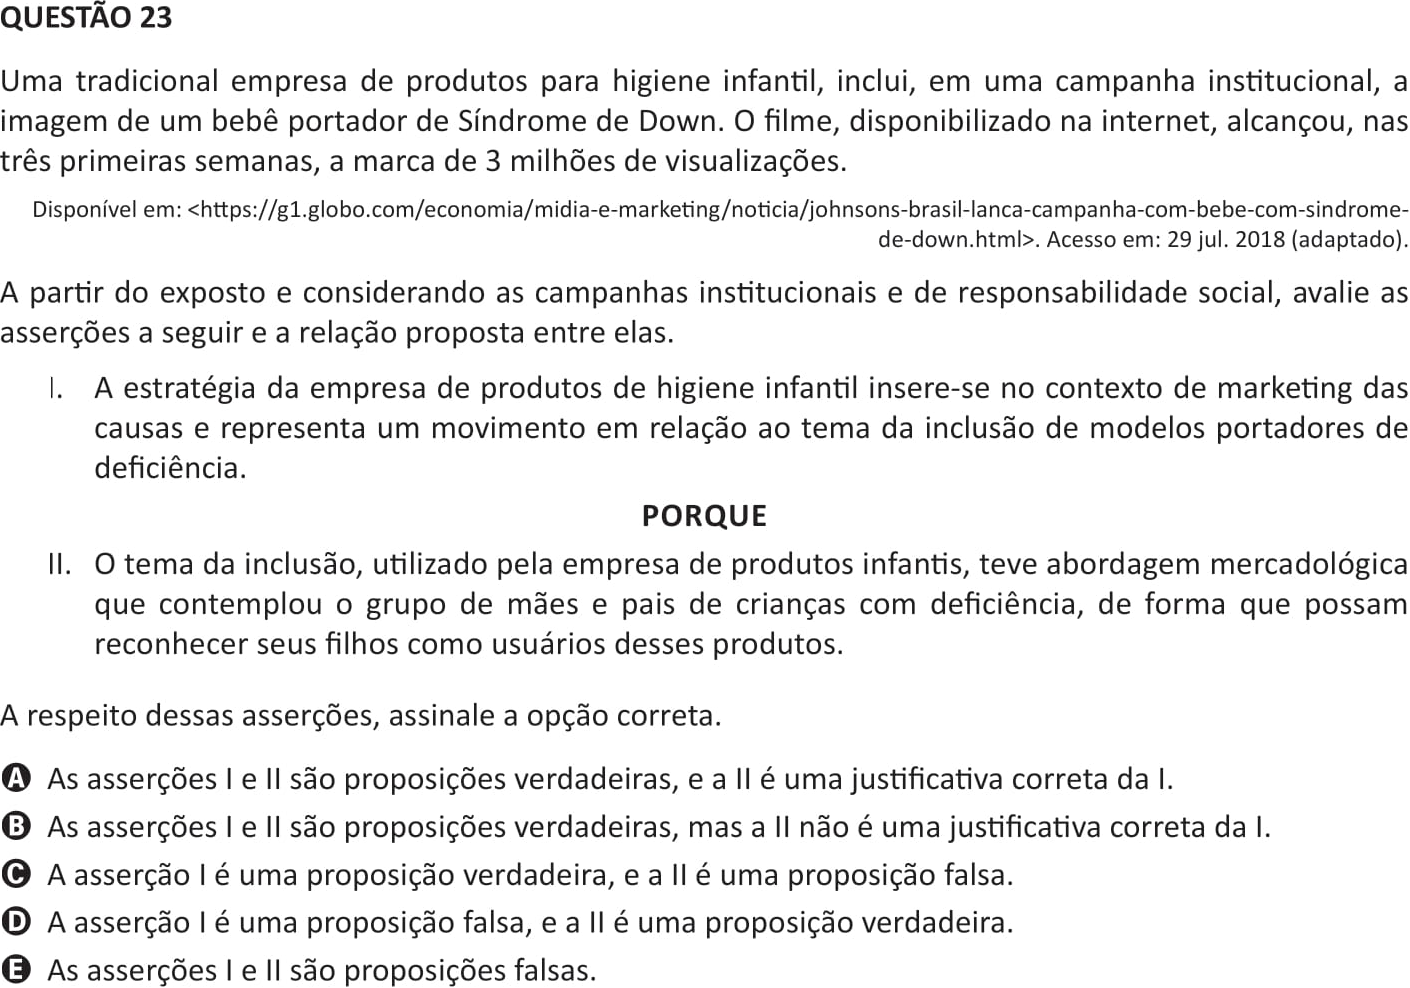 QUESTÃO 23
Uma tradicional empresa de produtos para higiene infantil, inclui, em uma campanha institucional, a
imagem de um bebê portador de Síndrome de Down. O filme, disponibilizado na internet, alcançou, nas
três primeiras semanas, a marca de 3 milhões de visualizações.
Disponível em: <https://g1.globo.com/economia/midia-e-marketing/noticia/johnsons-brasil-lanca-campanha-com-bebe-com-sindrome-
de-down.html>. Acesso em: 29 jul. 2018 (adaptado).
A partir do exposto e considerando as campanhas institucionais e de responsabilidade social, avalie as
asserções a seguir e a relação proposta entre elas.
I. A estratégia da empresa de produtos de higiene infantil insere-se no contexto de marketing das
causas e representa um movimento em relação ao tema da inclusão de modelos portadores de
deficiência.
PORQUE
II. O tema da inclusão, utilizado pela empresa de produtos infantis, teve abordagem mercadológica
que contemplou o grupo de mães e pais de crianças com deficiência, de forma que possam
reconhecer seus filhos como usuários desses produtos.
A respeito dessas asserções, assinale a opção correta.
A As asserções I e II são proposições verdadeiras, e a II é uma justificativa correta da I.
B As asserções I e II são proposições verdadeiras, mas a II não é uma justificativa correta da I.
C A asserção I é uma proposição verdadeira, e a II é uma proposição falsa.
D A asserção I é uma proposição falsa, e a II é uma proposição verdadeira.
E As asserções I e II são proposições falsas.